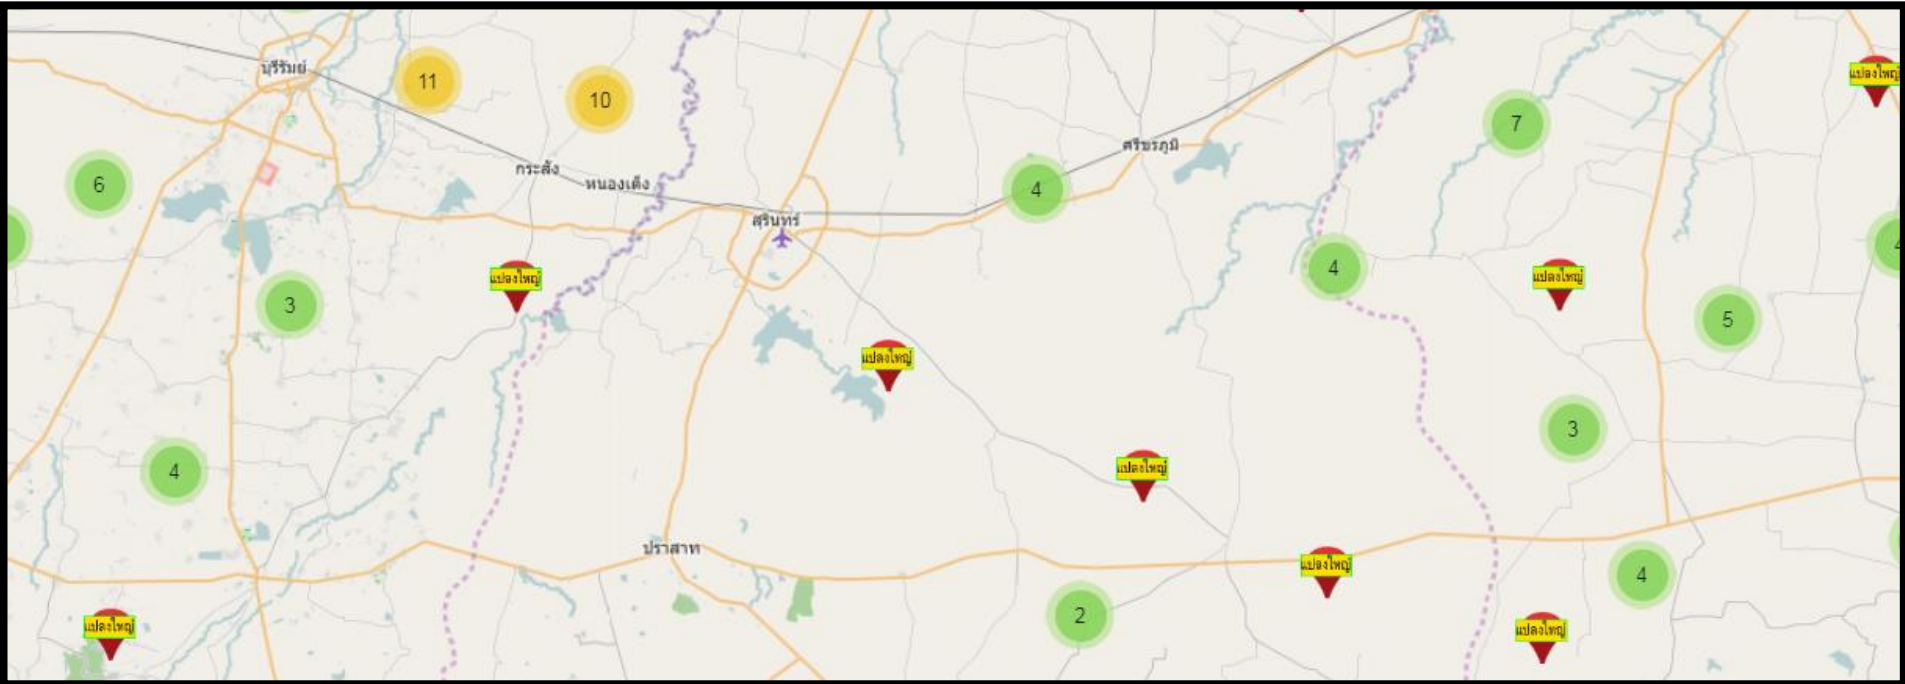 บุรีรัมย์
11
10
แปลงใหญ่
7
ศรีขรภูมิ
กระสัง
หนองเต็ง
6
4
สุรินทร์
4
4
แปลงใหญ่
แปลงใหญ่
3
5
แปลงใหญ่
3
4
แปลงใหญ่
ปราสาท
แปลงใหญ่
4
2
แปลงใหญ่
แปลงใหญ่